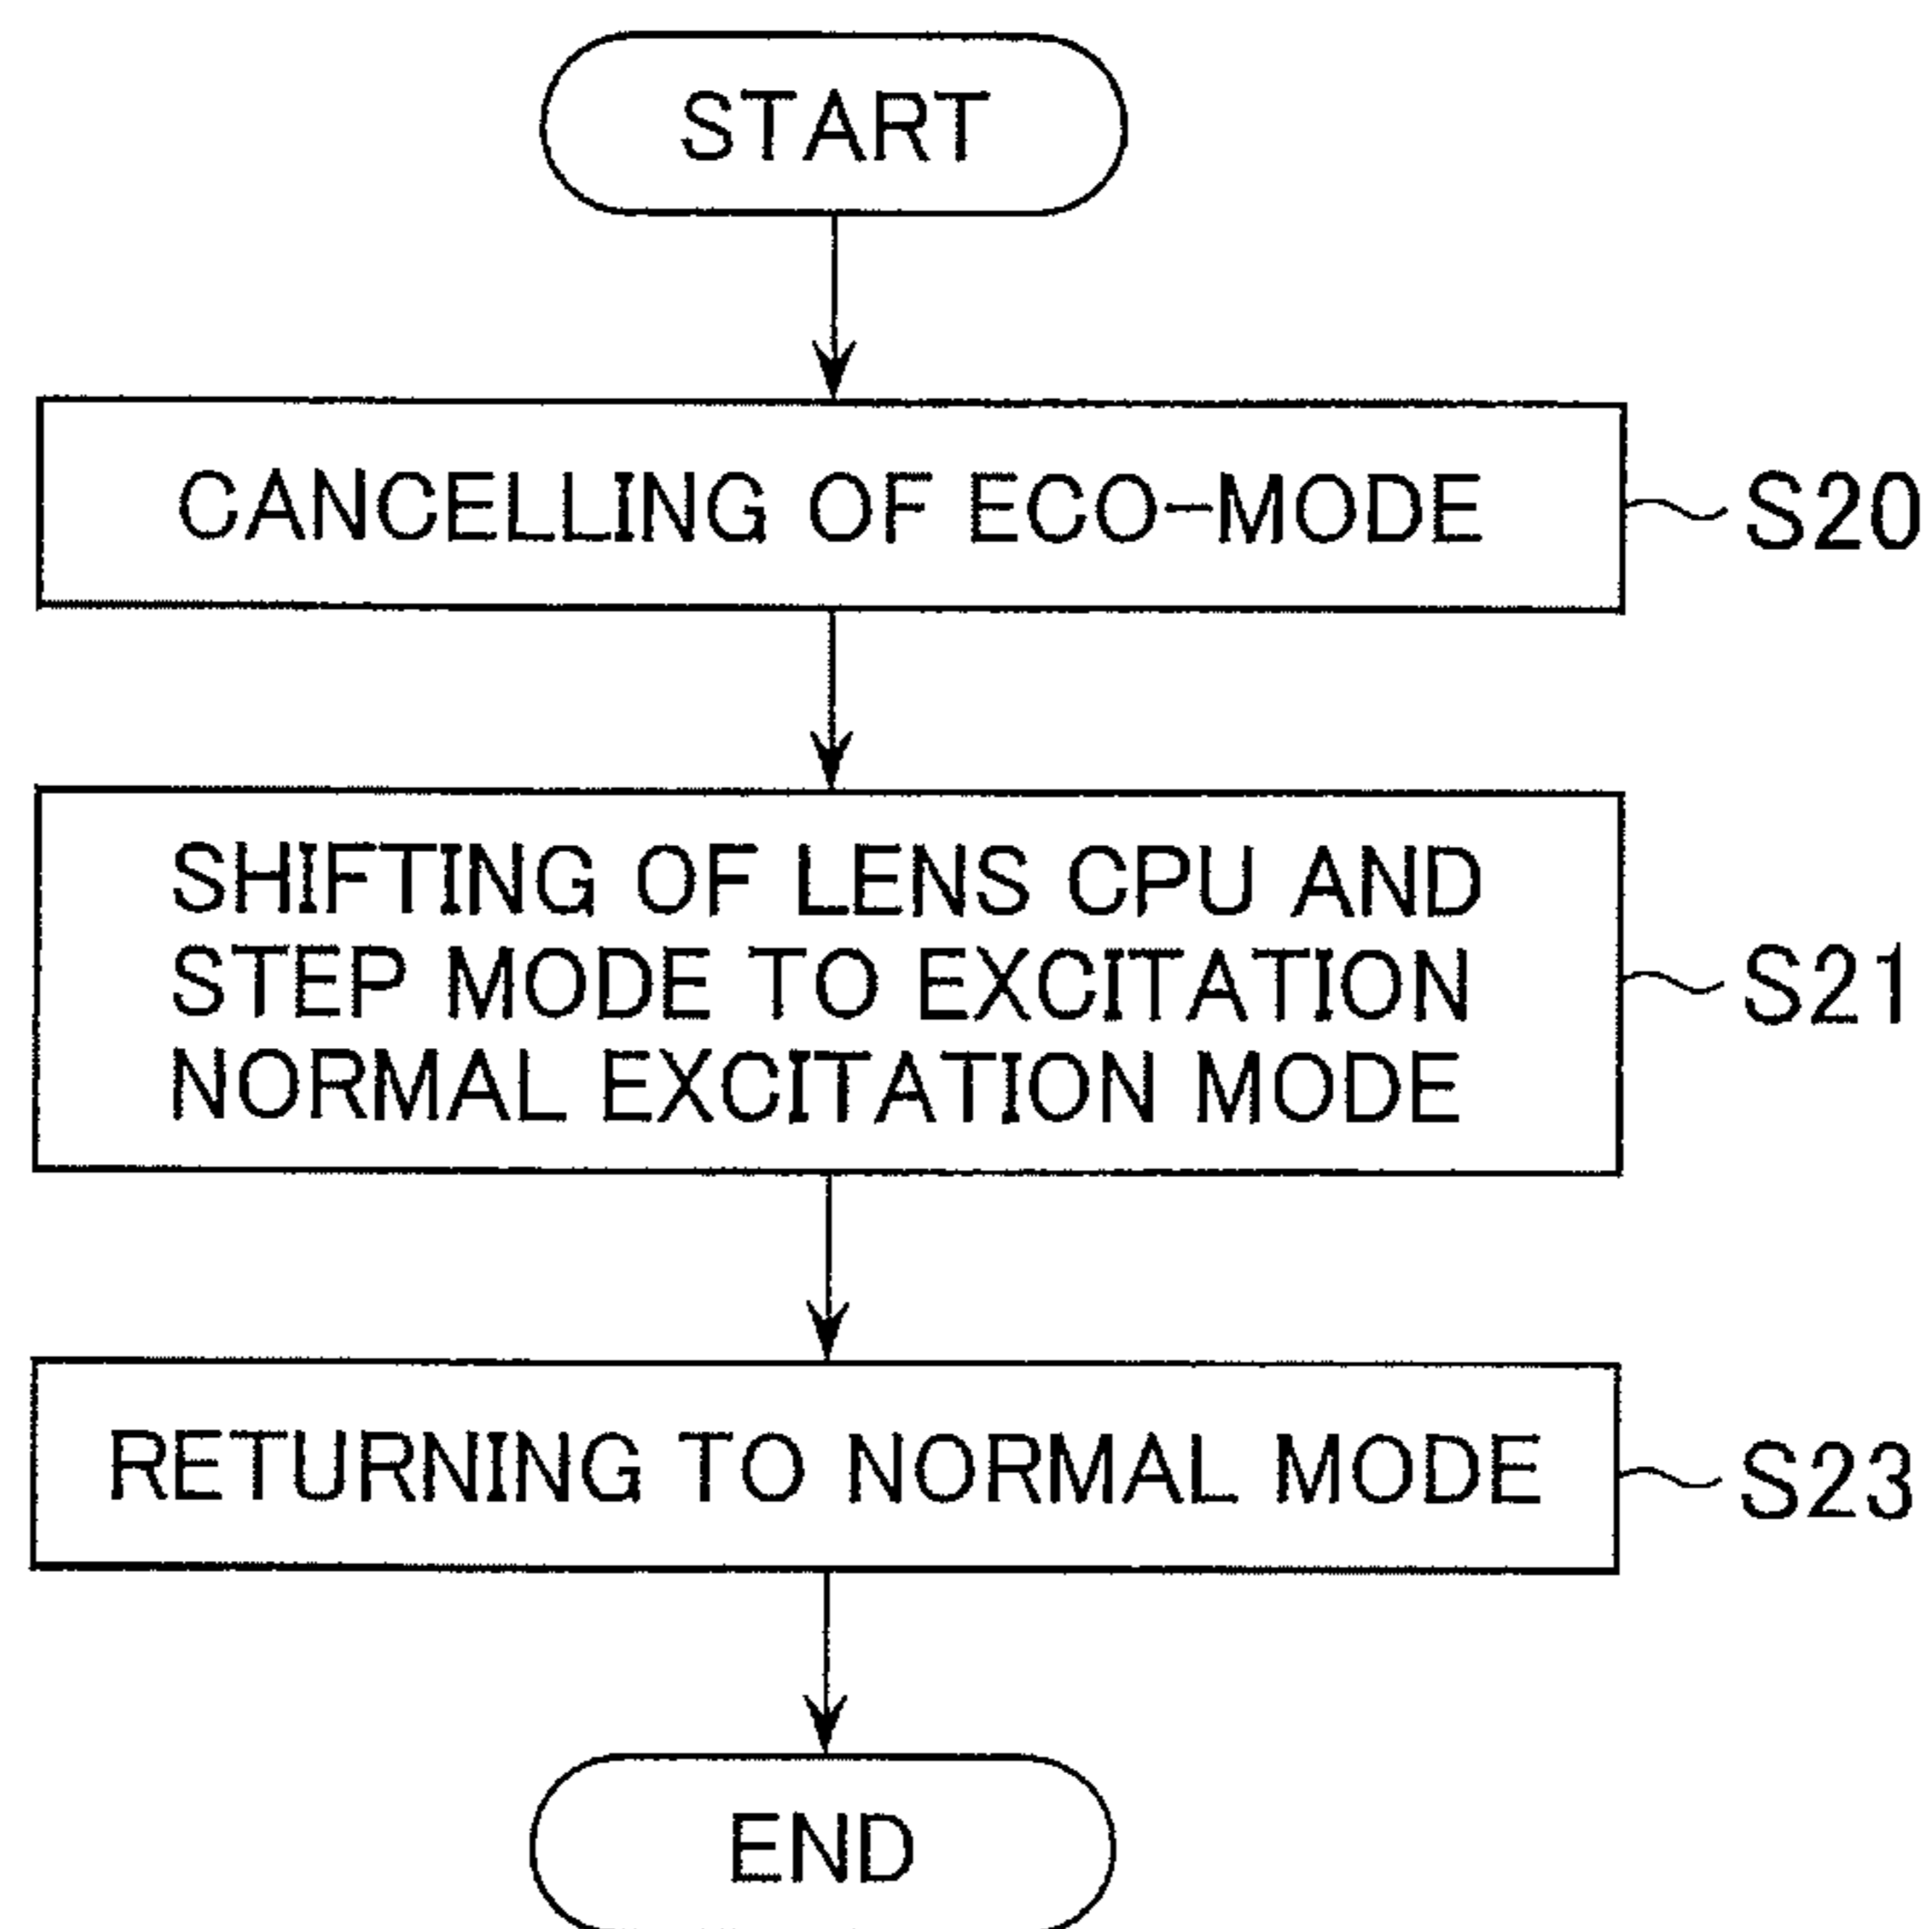 START
CANCELLING OF ECO-MODE
S20
SHIFTING OF LENS CPU AND
STEP MODE TO EXCITATION
NORMAL EXCITATION MODE
S21
RETURNING TO NORMAL MODE
S23
END